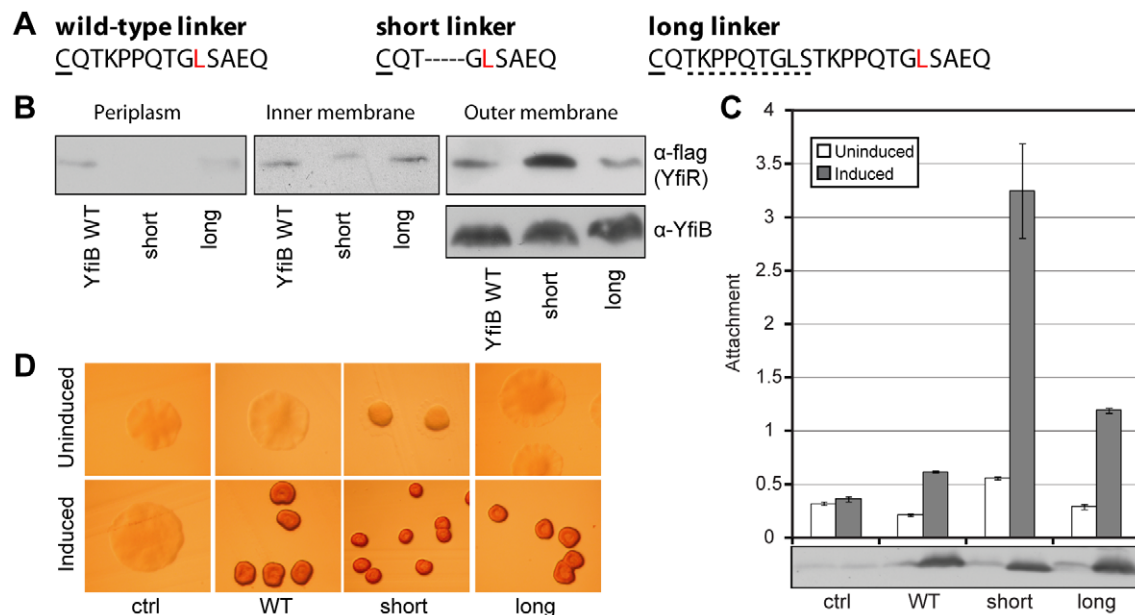 A
wild-type linker
CQTKPPQTGLSAEQ
short linker
CQT-----GLSAEQ
long linker
CQTKPPQTGLSTKPPQTGLSAEQ
B
Periplasm
Inner membrane
Outer membrane
α-flag
(YfiR)
α-YfiB
YfiB WT
short
long
YfiB WT
short
long
YfiB WT
short
long
C
4
3.5
3
2.5
2
1.5
1
0.5
0
Attachment
Uninduced
Induced
ctrl
WT
short
long
D
Uninduced
Induced
ctrl
WT
short
long